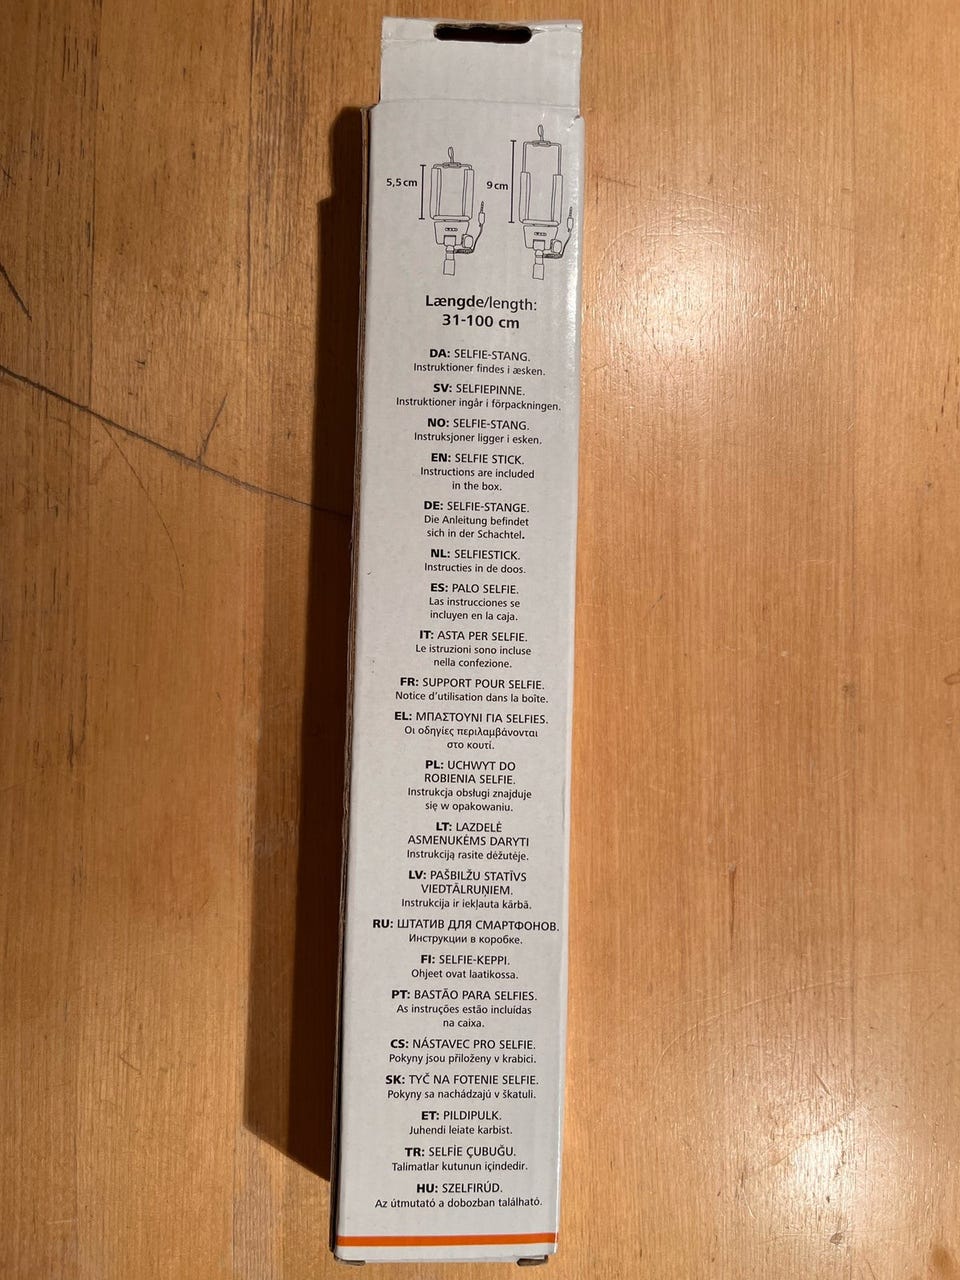 5,5 cm
9 cm
Længde/length:
31-100 cm
DA: SELFIE-STANG.
Instruktioner findes i æsken.
SV: SELFIEPINNE.
Instruktioner ingår i förpackningen.
NO: SELFIE-STANG.
Instruksjoner ligger i esken.
EN: SELFIE STICK.
Instructions are included
in the box.
DE: SELFIE-STANGE.
Die Anleitung befindet
sich in der Schachtel.
NL: SELFIESTICK.
Instructies in de doos.
ES: PALO SELFIE.
Las instrucciones se
incluyen en la caja.
IT: ASTA PER SELFIE.
Le istruzioni sono incluse
nella confezione.
FR: SUPPORT POUR SELFIE.
Notice d'utilisation dans la boîte.
EL: ΜΠΑΣΤΟΥΝΙ ΓΙΑ SELFIES.
Οι οδηγίες περιλαμβάνονται
στο κουτί.
PL: UCHWYT DO
ROBIENIA SELFIE.
Instrukcja obsługi znajduje
się w opakowaniu.
LT: LAZDELĖ
ASMENUKĖMS DARYTI
Instrukciją rasite dėžutėje.
LV: PAŠBILŽU STATĪVS
VIEDTĀLRUŅIEM.
Instrukcija ir iekļauta kārbā.
RU: ШТАТИВ ДЛЯ СМАРТФОНОВ.
Инструкции в коробке.
FI: SELFIE-KEPPI.
Ohjeet ovat laatikossa.
PT: BASTÃO PARA SELFIES.
As instruções estão incluídas
na caixa.
CS: NÁSTAVEC PRO SELFIE.
Pokyny jsou přiloženy v krabici.
SK: TYČ NA FOTENIE SELFIE.
Pokyny sa nachádzajú v škatuli.
ET: PILDIPULK.
Juhendi leiate karbist.
TR: SELFİE ÇUBUĞU.
Talimatlar kutunun içindedir.
HU: SZELFIRÚD.
Az útmutató a dobozban található.